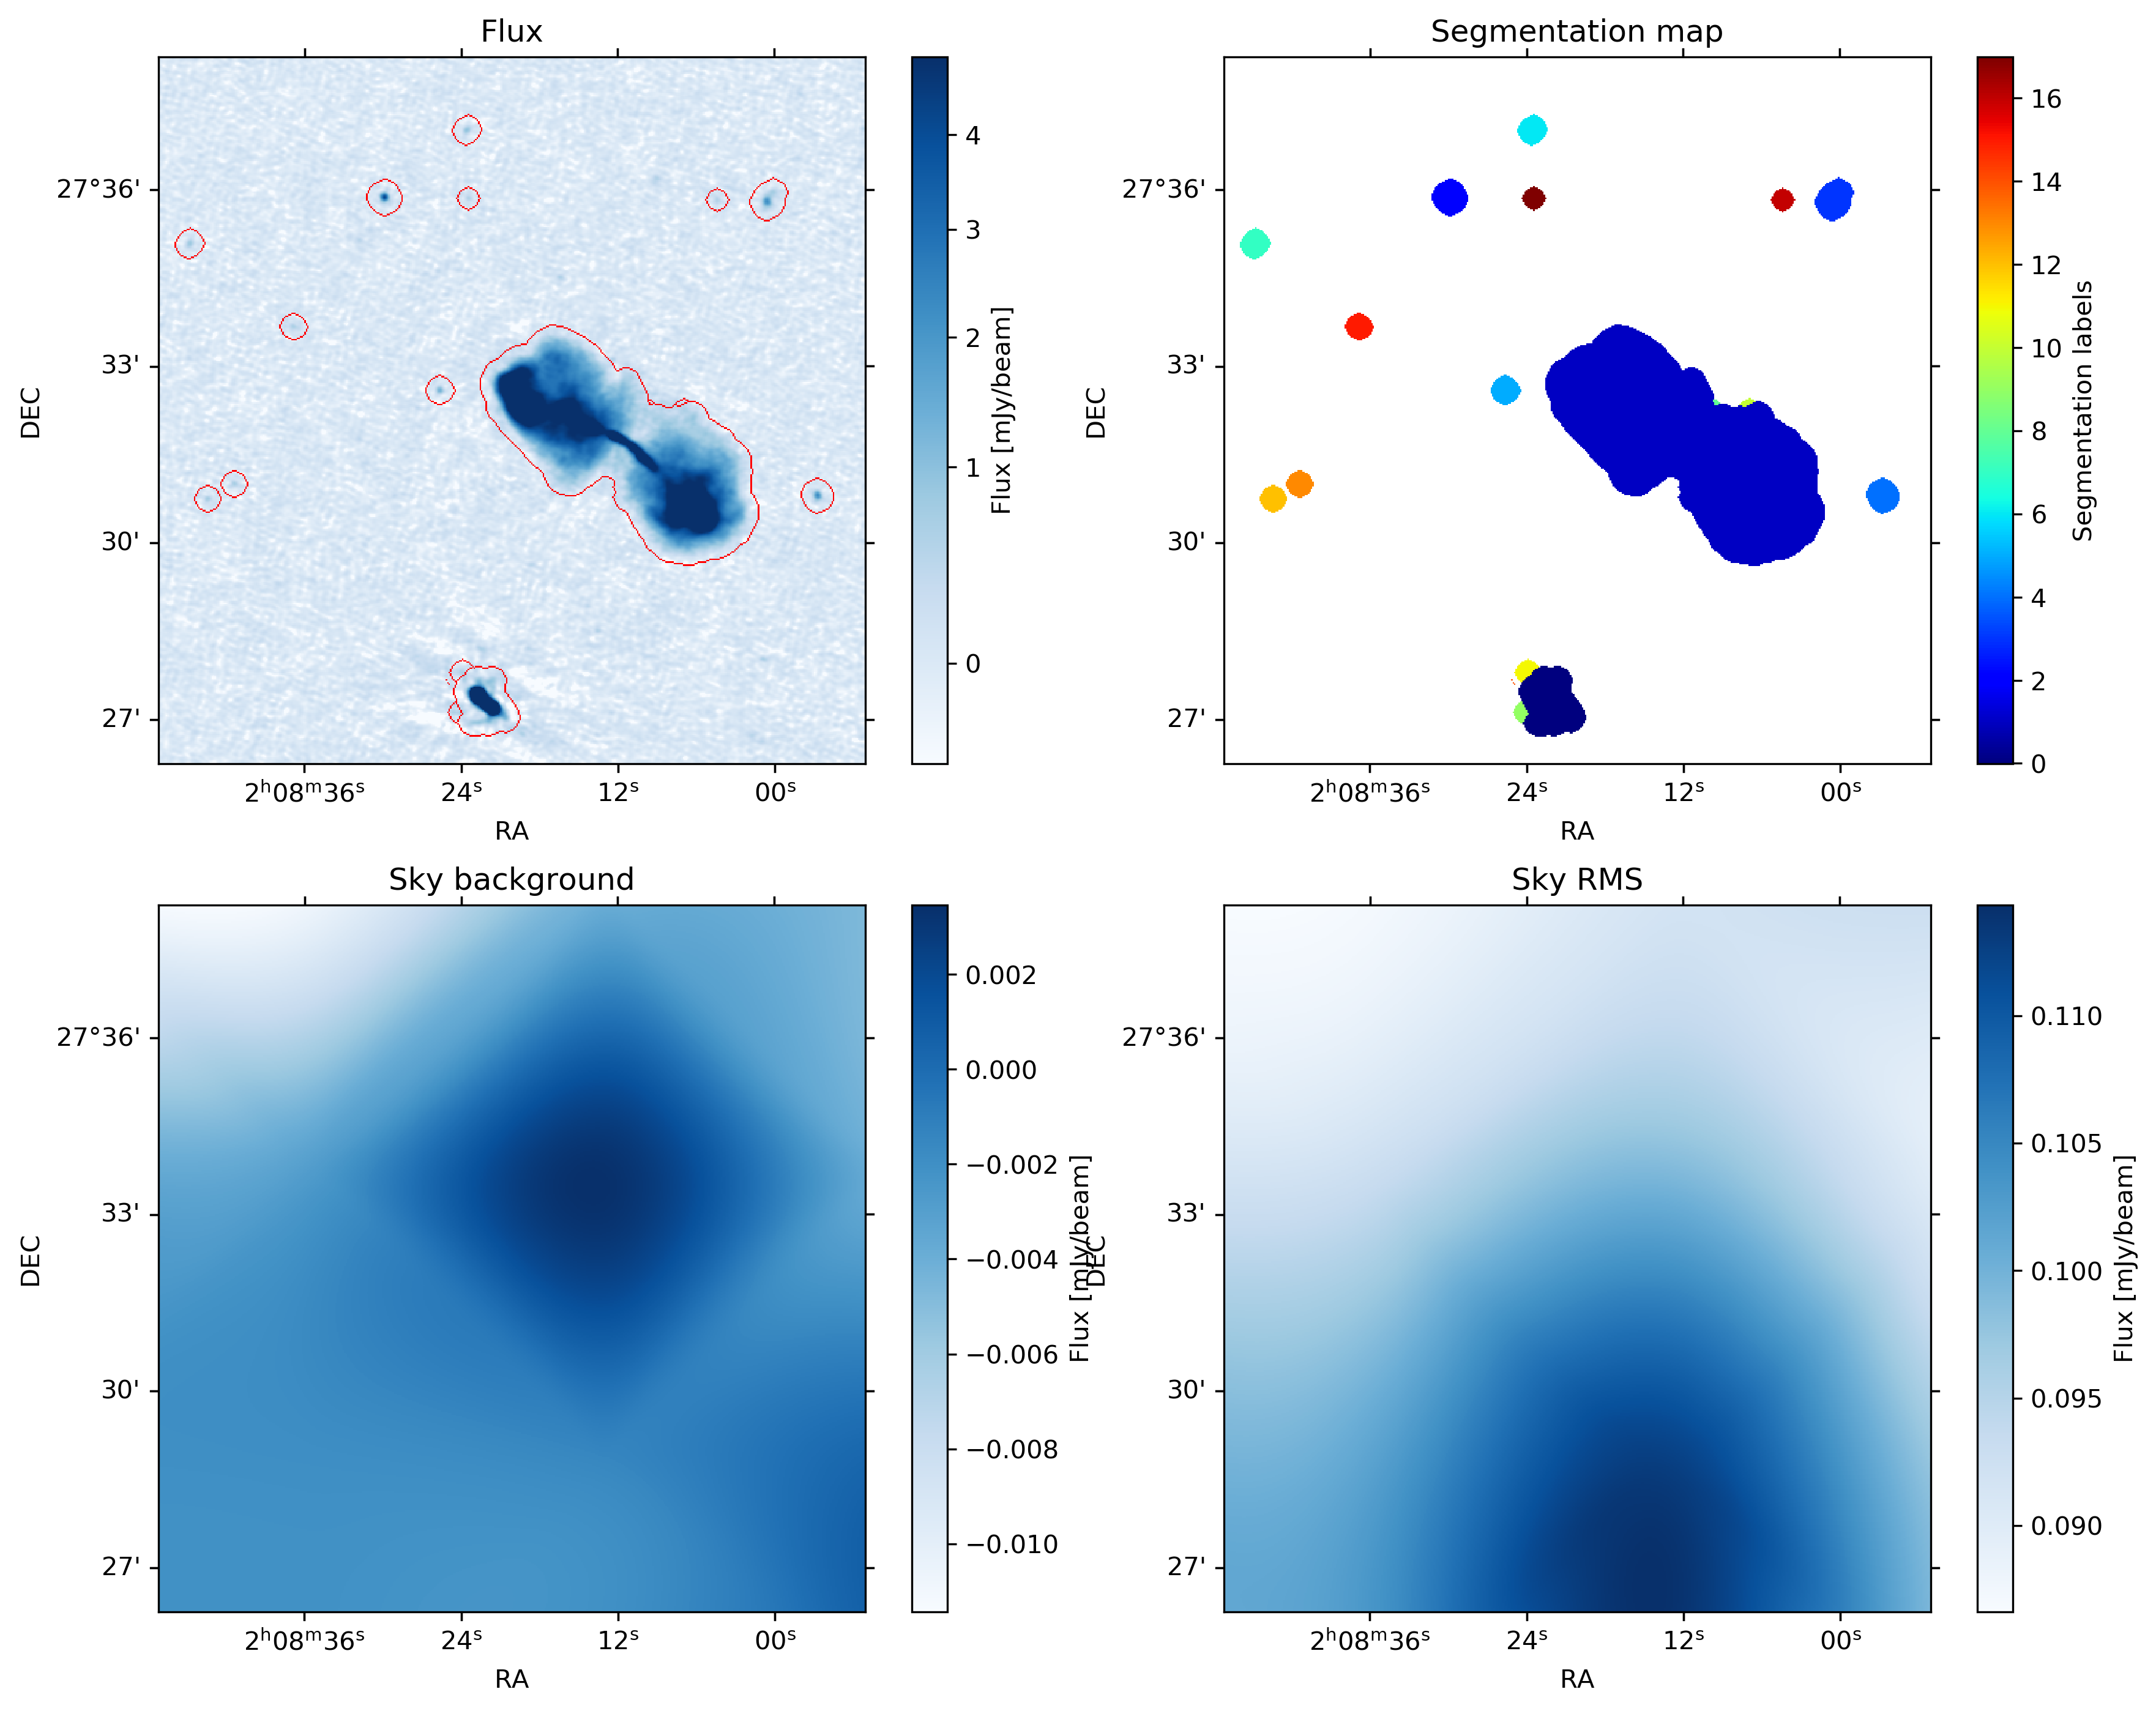 Flux
27°36'
33'
30'
27'
DEC
2ʰ08ᵐ36ˢ 24ˢ 12ˢ 00ˢ
RA
4
3
2
1
0
Flux [mJy/beam]
Segmentation map
27°36'
33'
30'
27'
DEC
2ʰ08ᵐ36ˢ 24ˢ 12ˢ 00ˢ
RA
16
14
12
10
8
6
4
2
0
Segmentation labels
Sky background
27°36'
33'
30'
27'
DEC
2ʰ08ᵐ36ˢ 24ˢ 12ˢ 00ˢ
RA
0.002
0.000
−0.002
−0.004
−0.006
−0.008
−0.010
Flux [mJy/beam]
Sky RMS
27°36'
33'
30'
27'
DEC
2ʰ08ᵐ36ˢ 24ˢ 12ˢ 00ˢ
RA
0.110
0.105
0.100
0.095
0.090
Flux [mJy/beam]